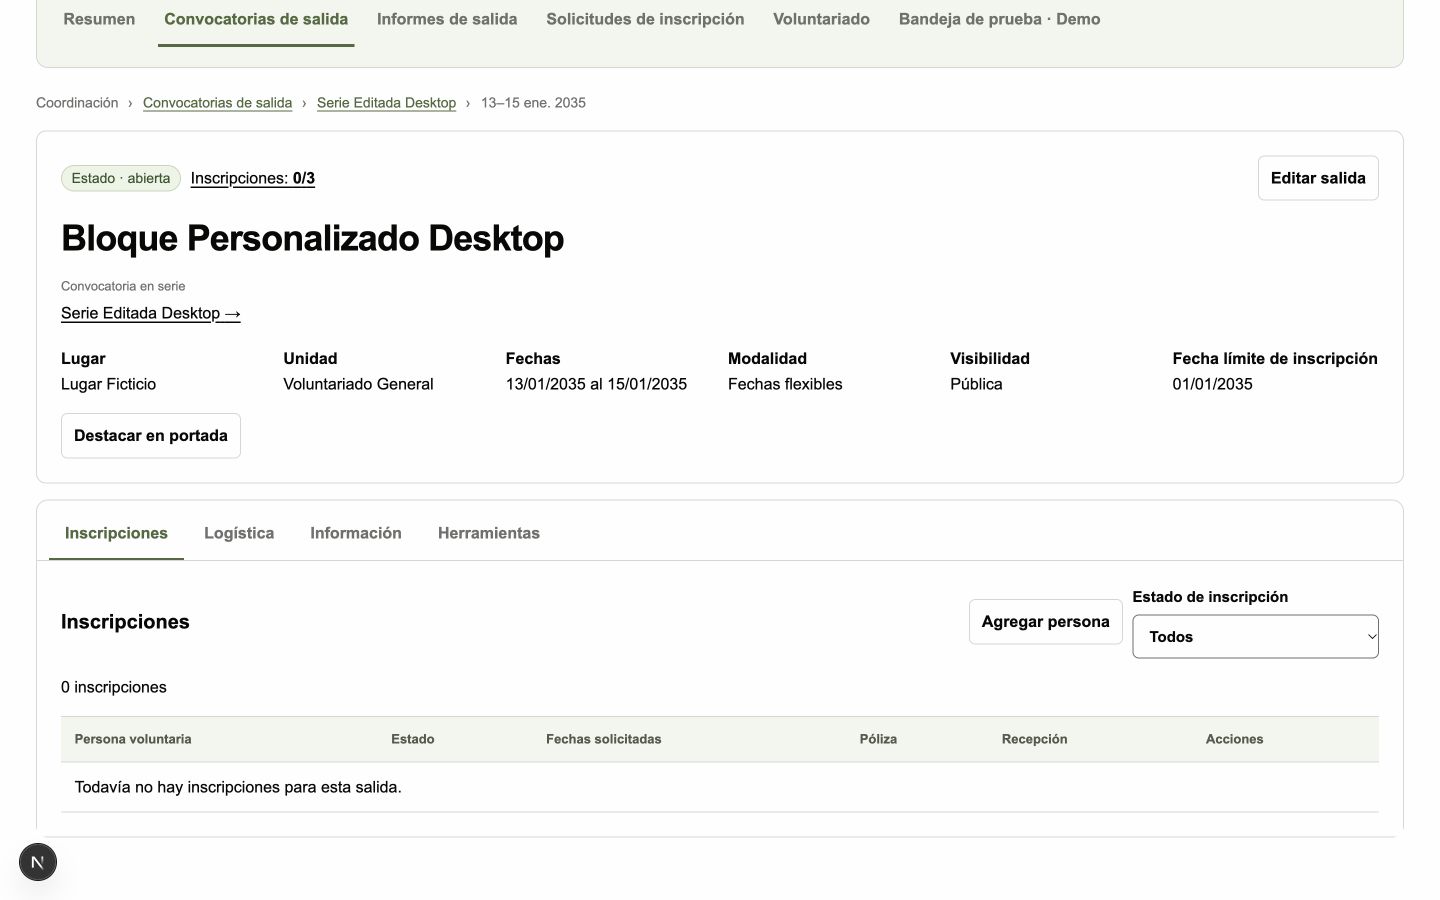 Resumen Convocatorias de salida Informes de salida Solicitudes de inscripción Voluntariado Bandeja de prueba · Demo
Coordinación › Convocatorias de salida › Serie Editada Desktop › 13–15 ene. 2035
Estado · abierta Inscripciones: 0/3 Editar salida
Bloque Personalizado Desktop
Convocatoria en serie
Serie Editada Desktop →
Lugar Unidad Fechas Modalidad Visibilidad Fecha límite de inscripción
Lugar Ficticio Voluntariado General 13/01/2035 al 15/01/2035 Fechas flexibles Pública 01/01/2035
Destacar en portada
Inscripciones Logística Información Herramientas
Estado de inscripción
Inscripciones Agregar persona Todos
0 inscripciones
Persona voluntaria Estado Fechas solicitadas Póliza Recepción Acciones
Todavía no hay inscripciones para esta salida.
N